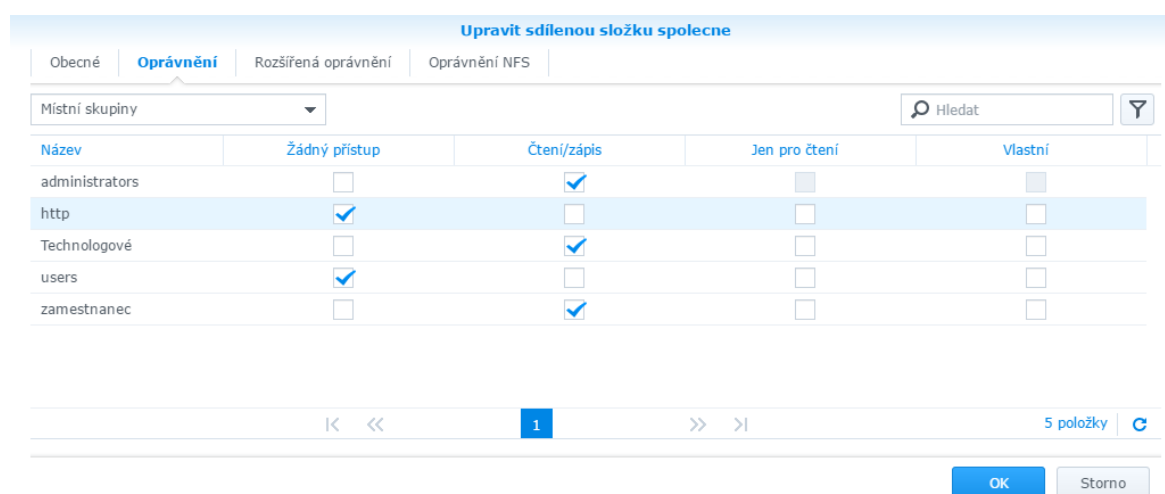 Upravit sdílenou složku spolecne
Obecné Oprávnění Rozšířená oprávnění Oprávnění NFS
Místní skupiny Hledat
Název Žádný přístup Čtení/zápis Jen pro čtení Vlastní
administrators
http
Technologové
users
zamestnanec
1 5 položky
OK Storno